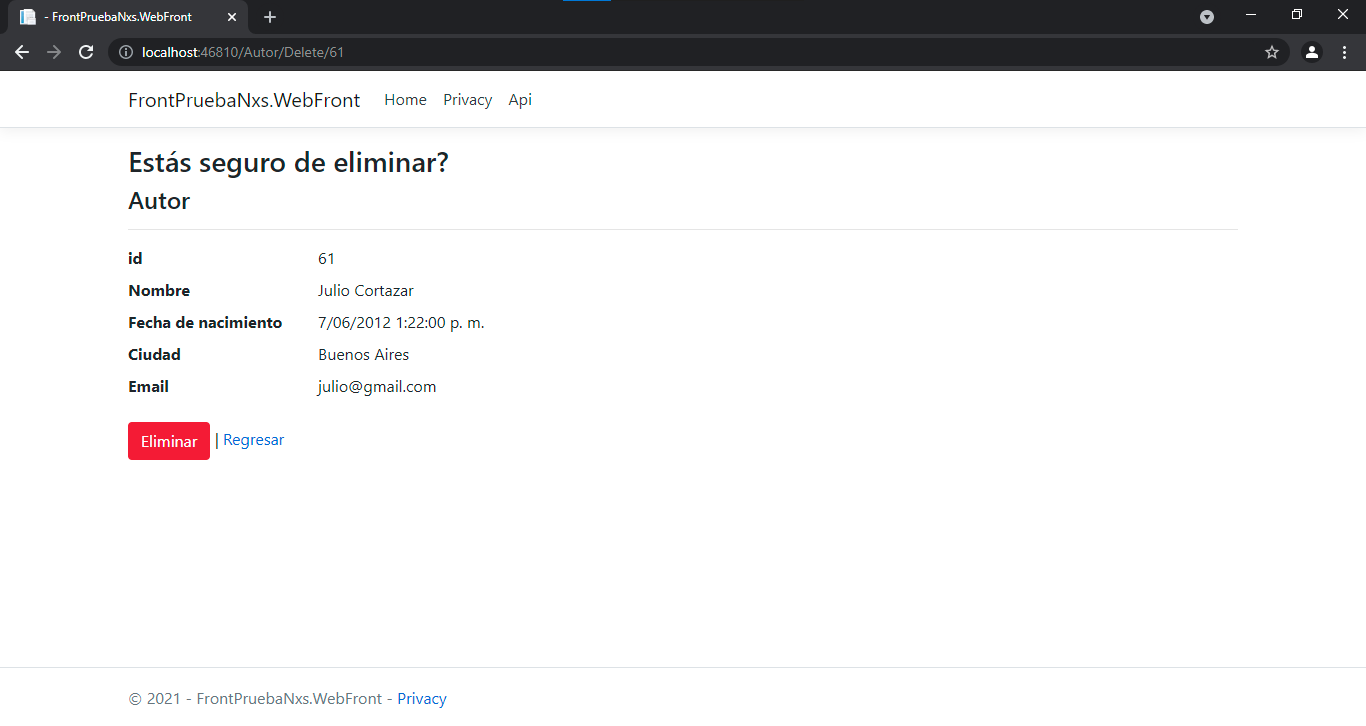 - FrontPruebaNxs.WebFront
localhost:46810/Autor/Delete/61
FrontPruebaNxs.WebFront Home Privacy Api
Estás seguro de eliminar?
Autor
id 61
Nombre Julio Cortazar
Fecha de nacimiento 7/06/2012 1:22:00 p. m.
Ciudad Buenos Aires
Email julio@gmail.com
Eliminar | Regresar
© 2021 - FrontPruebaNxs.WebFront - Privacy